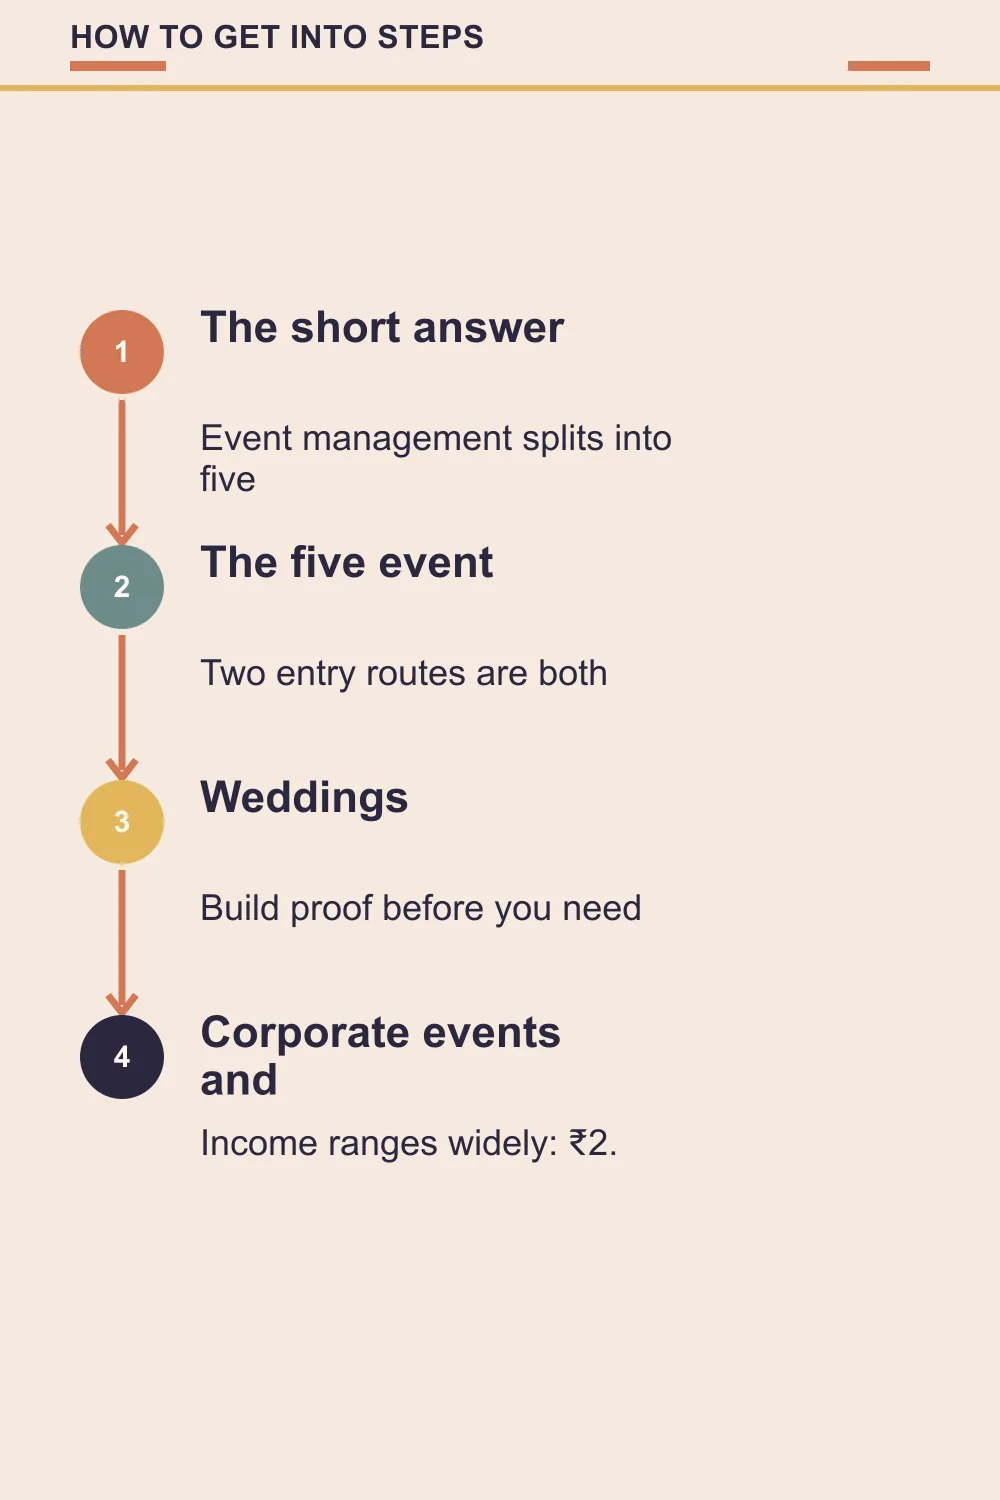 HOW TO GET INTO STEPS
1
The short answer
Event management splits into
five
2
The five event
Two entry routes are both
3
Weddings
Build proof before you need
4
Corporate events
and
Income ranges widely: ₹2.